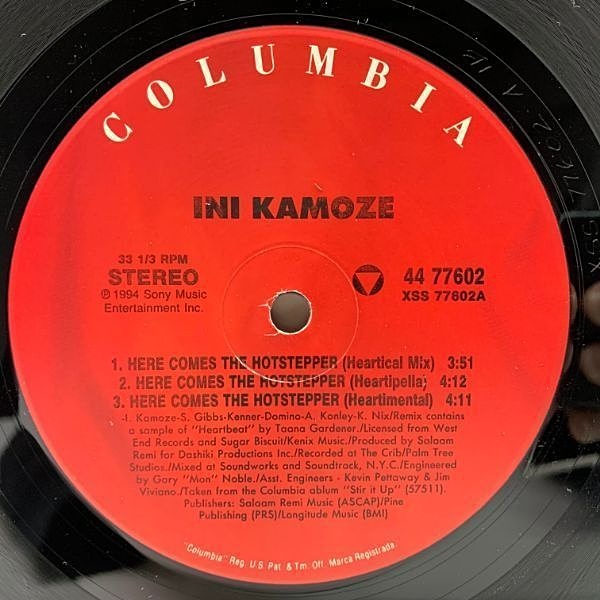 COLUMBIA
INI KAMOZE
33 1/3 RPM
STEREO
℗ 1994 Sony Music
Entertainment Inc.
44 77602
XSS 77602A
1. HERE COMES THE HOTSTEPPER (Heartical Mix) 3:51
2. HERE COMES THE HOTSTEPPER (Heartipella) 4:12
3. HERE COMES THE HOTSTEPPER (Heartimental) 4:11
-I. Kamoze-S. Gibbs-Kenner-Domino-A. Konley-K. Nix/Remix contains
a sample of "Heartbeat" by Taana Gardener./Licensed from West
End Records and Sugar Biscuit/Kenix Music./Produced by Salaam
Remi for Dashiki Productions Inc./Recorded at The Crib/Palm Tree
Studios./Mixed at Soundworks and Soundtrack, N.Y.C./Engineered
by Gary "Mon" Noble./Asst. Engineers - Kevin Pettaway & Jim
Viviano./Taken from the Columbia ablum "Stir it Up" (57511).
Publishers: Salaam Remi Music (ASCAP)/Pine
Publishing (PRS)/Longitude Music (BMI)
"Columbia" Reg. U.S. Pat. & Tm. Off. Marca Registrada.